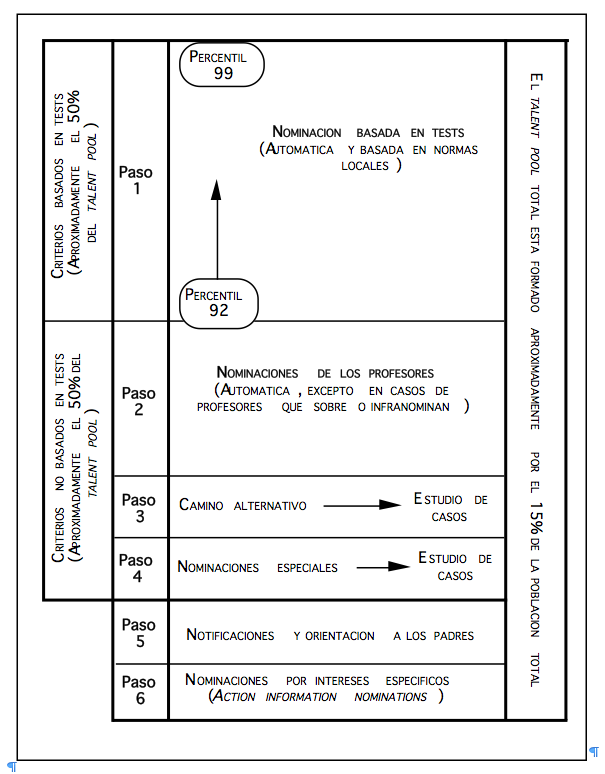 CRITERIOS BASADOS EN TESTS
(APROXIMADAMENTE EL 50%
DEL TALENT POOL)
Paso
1
PERCENTIL
99
NOMINACION BASADA EN TESTS
(AUTOMATICA Y BASADA EN NORMAS
LOCALES)
PERCENTIL
92
CRITERIOS NO BASADOS EN TESTS
(APROXIMADAMENTE EL 50% DEL
TALENT POOL)
Paso
2
NOMINACIONES DE LOS PROFESORES
(AUTOMATICA, EXCEPTO EN CASOS DE
PROFESORES QUE SOBRE O INFRANOMINAN)
Paso
3
CAMINO ALTERNATIVO
ESTUDIO DE
CASOS
Paso
4
NOMINACIONES ESPECIALES
ESTUDIO DE
CASOS
Paso
5
NOTIFICACIONES Y ORIENTACION A LOS PADRES
Paso
6
NOMINACIONES POR INTERESES ESPECIFICOS
(ACTION INFORMATION NOMINATIONS)
EL TALENT POOL TOTAL ESTA FORMADO APROXIMADAMENTE POR EL 15% DE LA POBLACION TOTAL
¶
¶